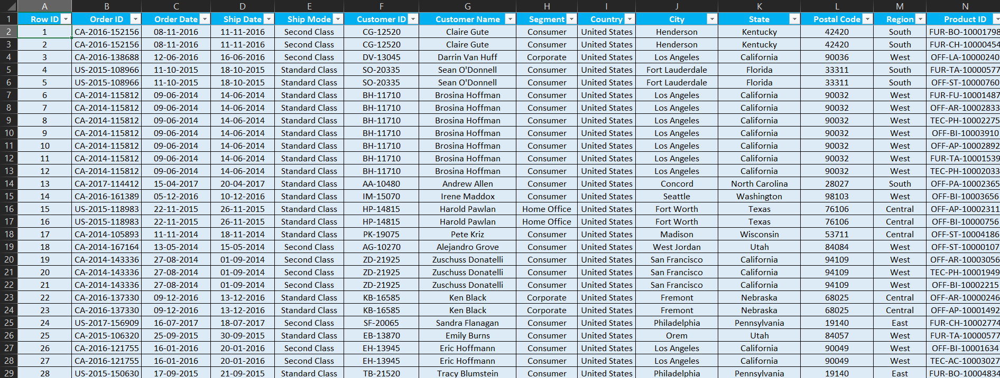 A B C D E F G H I J K L M N
1 Row ID Order ID Order Date Ship Date Ship Mode Customer ID Customer Name Segment Country City State Postal Code Region Product ID
2 1 CA-2016-152156 08-11-2016 11-11-2016 Second Class CG-12520 Claire Gute Consumer United States Henderson Kentucky 42420 South FUR-BO-10001798
3 2 CA-2016-152156 08-11-2016 11-11-2016 Second Class CG-12520 Claire Gute Consumer United States Henderson Kentucky 42420 South FUR-CH-10000454
4 3 CA-2016-138688 12-06-2016 16-06-2016 Second Class DV-13045 Darrin Van Huff Corporate United States Los Angeles California 90036 West OFF-LA-10000240
5 4 US-2015-108966 11-10-2015 18-10-2015 Standard Class SO-20335 Sean O'Donnell Consumer United States Fort Lauderdale Florida 33311 South FUR-TA-10000577
6 5 US-2015-108966 11-10-2015 18-10-2015 Standard Class SO-20335 Sean O'Donnell Consumer United States Fort Lauderdale Florida 33311 South OFF-ST-10000760
7 6 CA-2014-115812 09-06-2014 14-06-2014 Standard Class BH-11710 Brosina Hoffman Consumer United States Los Angeles California 90032 West FUR-FU-10001487
8 7 CA-2014-115812 09-06-2014 14-06-2014 Standard Class BH-11710 Brosina Hoffman Consumer United States Los Angeles California 90032 West OFF-AR-10002833
9 8 CA-2014-115812 09-06-2014 14-06-2014 Standard Class BH-11710 Brosina Hoffman Consumer United States Los Angeles California 90032 West TEC-PH-10002275
10 9 CA-2014-115812 09-06-2014 14-06-2014 Standard Class BH-11710 Brosina Hoffman Consumer United States Los Angeles California 90032 West OFF-BI-10003910
11 10 CA-2014-115812 09-06-2014 14-06-2014 Standard Class BH-11710 Brosina Hoffman Consumer United States Los Angeles California 90032 West OFF-AP-10002892
12 11 CA-2014-115812 09-06-2014 14-06-2014 Standard Class BH-11710 Brosina Hoffman Consumer United States Los Angeles California 90032 West FUR-TA-10001539
13 12 CA-2014-115812 09-06-2014 14-06-2014 Standard Class BH-11710 Brosina Hoffman Consumer United States Los Angeles California 90032 West TEC-PH-10002033
14 13 CA-2017-114412 15-04-2017 20-04-2017 Standard Class AA-10480 Andrew Allen Consumer United States Concord North Carolina 28027 South OFF-PA-10002365
15 14 CA-2016-161389 05-12-2016 10-12-2016 Standard Class IM-15070 Irene Maddox Consumer United States Seattle Washington 98103 West OFF-BI-10003656
16 15 US-2015-118983 22-11-2015 26-11-2015 Standard Class HP-14815 Harold Pawlan Home Office United States Fort Worth Texas 76106 Central OFF-AP-10002311
17 16 US-2015-118983 22-11-2015 26-11-2015 Standard Class HP-14815 Harold Pawlan Home Office United States Fort Worth Texas 76106 Central OFF-BI-10000756
18 17 CA-2014-105893 11-11-2014 18-11-2014 Standard Class PK-19075 Pete Kriz Consumer United States Madison Wisconsin 53711 Central OFF-ST-10004186
19 18 CA-2014-167164 13-05-2014 15-05-2014 Second Class AG-10270 Alejandro Grove Consumer United States West Jordan Utah 84084 West OFF-ST-10000107
20 19 CA-2014-143336 27-08-2014 01-09-2014 Second Class ZD-21925 Zuschuss Donatelli Consumer United States San Francisco California 94109 West OFF-AR-10003056
21 20 CA-2014-143336 27-08-2014 01-09-2014 Second Class ZD-21925 Zuschuss Donatelli Consumer United States San Francisco California 94109 West TEC-PH-10001949
22 21 CA-2014-143336 27-08-2014 01-09-2014 Second Class ZD-21925 Zuschuss Donatelli Consumer United States San Francisco California 94109 West OFF-BI-10002215
23 22 CA-2016-137330 09-12-2016 13-12-2016 Standard Class KB-16585 Ken Black Corporate United States Fremont Nebraska 68025 Central OFF-AR-10000246
24 23 CA-2016-137330 09-12-2016 13-12-2016 Standard Class KB-16585 Ken Black Corporate United States Fremont Nebraska 68025 Central OFF-AP-10001492
25 24 US-2017-156909 16-07-2017 18-07-2017 Second Class SF-20065 Sandra Flanagan Consumer United States Philadelphia Pennsylvania 19140 East FUR-CH-10002774
26 25 CA-2015-106320 25-09-2015 30-09-2015 Standard Class EB-13870 Emily Burns Consumer United States Orem Utah 84057 West FUR-TA-10000577
27 26 CA-2016-121755 16-01-2016 20-01-2016 Second Class EH-13945 Eric Hoffmann Consumer United States Los Angeles California 90049 West OFF-BI-10001634
28 27 CA-2016-121755 16-01-2016 20-01-2016 Second Class EH-13945 Eric Hoffmann Consumer United States Los Angeles California 90049 West TEC-AC-10003027
29 28 US-2015-150630 17-09-2015 21-09-2015 Standard Class TB-21520 Tracy Blumstein Consumer United States Philadelphia Pennsylvania 19140 East FUR-BO-10004834